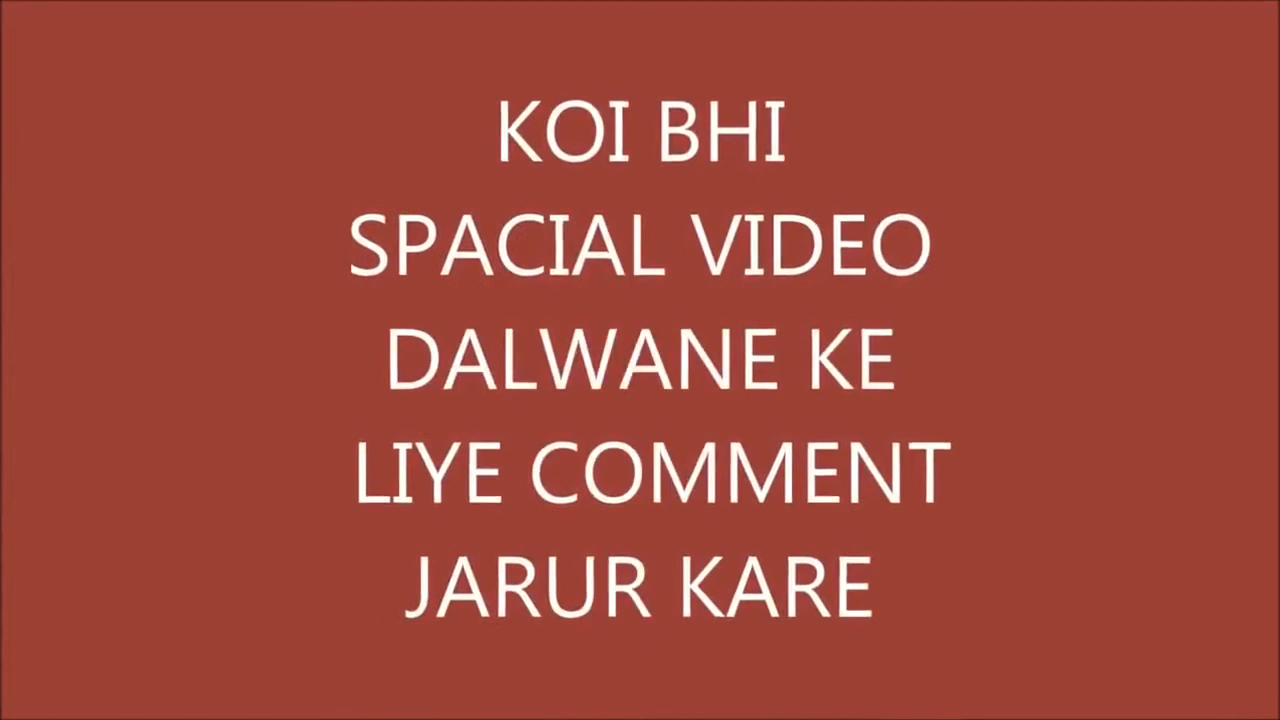 KOI BHI
SPACIAL VIDEO
DALWANE KE
LIYE COMMENT
JARUR KARE